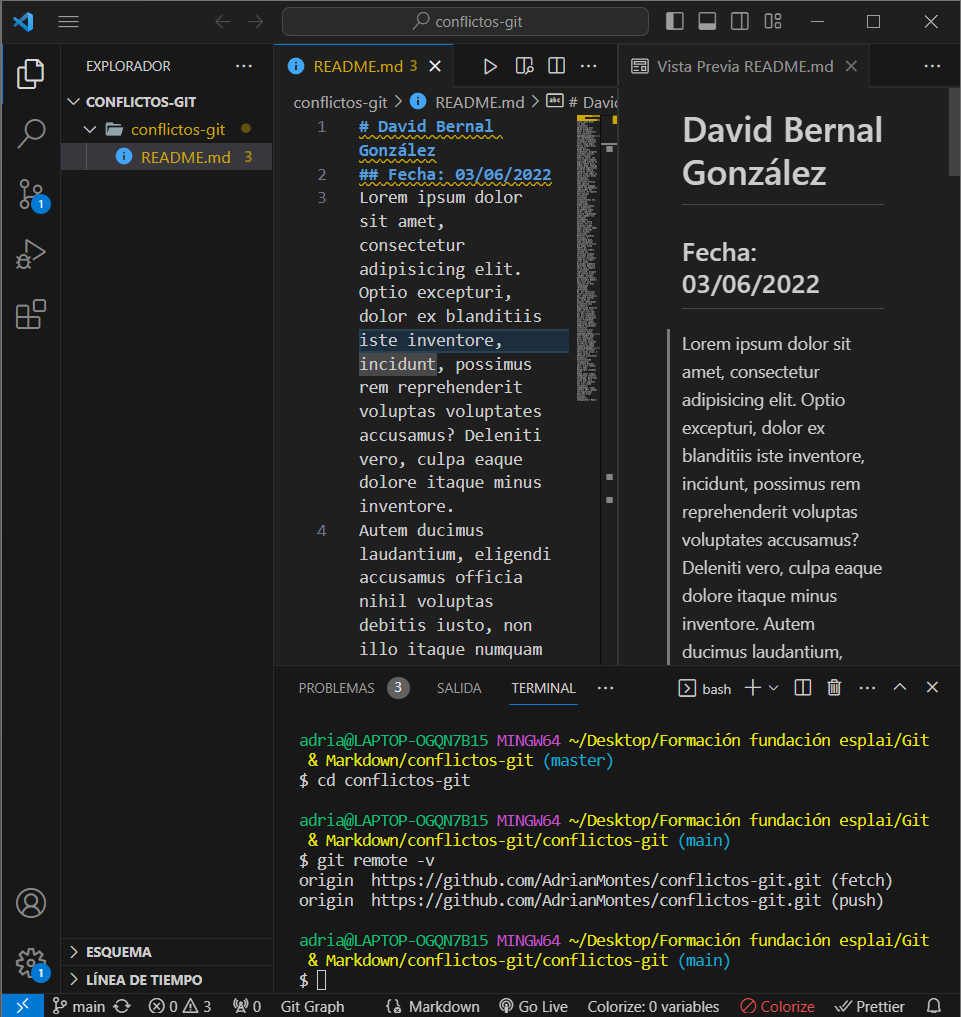 conflictos-git
EXPLORADOR
CONFLICTOS-GIT
conflictos-git
README.md 3
1
1
README.md 3
Vista Previa README.md
conflictos-git > README.md > # David
1 # David Bernal
González
2 ## Fecha: 03/06/2022
3 Lorem ipsum dolor
sit amet,
consectetur
adipisicing elit.
Optio excepturi,
dolor ex blanditiis
iste inventore,
incidunt, possimus
rem reprehenderit
voluptas voluptates
accusamus? Deleniti
vero, culpa eaque
dolore itaque minus
inventore.
4 Autem ducimus
laudantium, eligendi
accusamus officia
nihil voluptas
debitis iusto, non
illo itaque numquam
David Bernal
González
Fecha:
03/06/2022
Lorem ipsum dolor sit
amet, consectetur
adipisicing elit. Optio
excepturi, dolor ex
blanditiis iste inventore,
incidunt, possimus rem
reprehenderit voluptas
voluptates accusamus?
Deleniti vero, culpa eaque
dolore itaque minus
inventore. Autem
ducimus laudantium,
PROBLEMAS 3 SALIDA TERMINAL ··· bash
adria@LAPTOP-OGQN7B15 MINGW64 ~/Desktop/Formación fundación esplai/Git
& Markdown/conflictos-git (master)
$ cd conflictos-git
adria@LAPTOP-OGQN7B15 MINGW64 ~/Desktop/Formación fundación esplai/Git
& Markdown/conflictos-git/conflictos-git (main)
$ git remote -v
origin https://github.com/AdrianMontes/conflictos-git.git (fetch)
origin https://github.com/AdrianMontes/conflictos-git.git (push)
adria@LAPTOP-OGQN7B15 MINGW64 ~/Desktop/Formación fundación esplai/Git
& Markdown/conflictos-git/conflictos-git (main)
$
ESQUEMA
LÍNEA DE TIEMPO
main 0 3 0 Git Graph {} Markdown Go Live Colorize: 0 variables Colorize Prettier